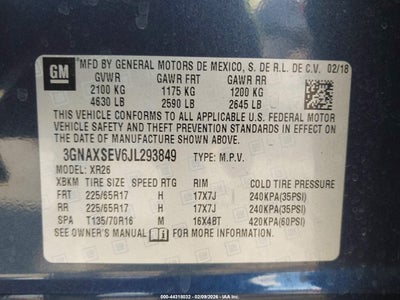 GM
MFD BY GENERAL MOTORS DE MEXICO, S. DE R.L. DE C.V. 02/18
GVWR GAWR FRT GAWR RR
2100 KG 1175 KG 1200 KG
4630 LB 2590 LB 2645 LB
THIS VEHICLE CONFORMS TO ALL APPLICABLE
U.S. FEDERAL MOTOR VEHICLE SAFETY, BUMPER,
AND THEFT PREVENTION STANDARDS IN EFFECT ON THE
DATE OF MANUFACTURE SHOWN ABOVE.
3GNAXSEV6JL293849 TYPE: M.P.V.
MODEL: XR26
XBKM TIRE SIZE SPEED RTG RIM COLD TIRE PRESSURE
FRT 225/65R17 H 17X7J 240KPA(35PSI)
RR 225/65R17 H 17X7J 240KPA(35PSI)
SPA T135/70R16 M 16X4BT 420KPA(60PSI)
SEE OWNER'S MANUAL FOR MORE INFORMATION.
000-44318032 - 02/09/2026 - IAA, Inc.